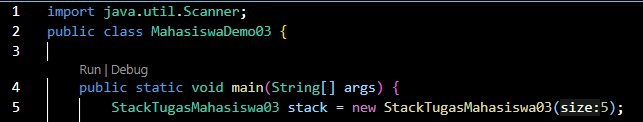 1 import java.util.Scanner;
2 public class MahasiswaDemo03 {
3
Run | Debug
4 public static void main(String[] args) {
5 StackTugasMahasiswa03 stack = new StackTugasMahasiswa03(size:5);